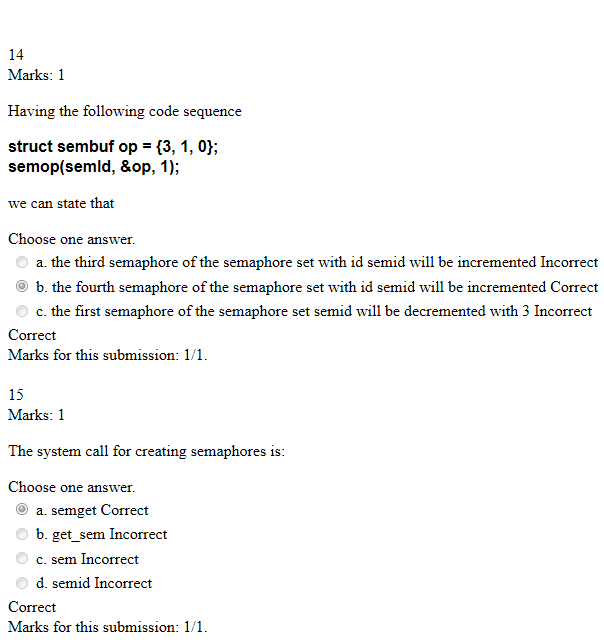 14
Marks: 1
Having the following code sequence
struct sembuf op = {3, 1, 0};
semop(semId, &op, 1);
we can state that
Choose one answer.
a. the third semaphore of the semaphore set with id semid will be incremented Incorrect
b. the fourth semaphore of the semaphore set with id semid will be incremented Correct
c. the first semaphore of the semaphore set semid will be decremented with 3 Incorrect
Correct
Marks for this submission: 1/1.
15
Marks: 1
The system call for creating semaphores is:
Choose one answer.
a. semget Correct
b. get_sem Incorrect
c. sem Incorrect
d. semid Incorrect
Correct
Marks for this submission: 1/1.